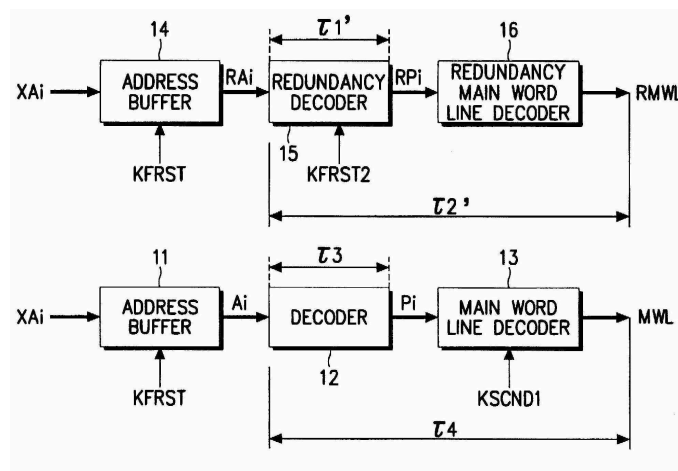 τ1'
14
16
XAi
ADDRESS
BUFFER
RAi
REDUNDANCY
DECODER
RPi
REDUNDANCY
MAIN WORD
LINE DECODER
RMWL
15
KFRST
KFRST2
τ2'
τ3
11
13
XAi
ADDRESS
BUFFER
Ai
DECODER
Pi
MAIN WORD
LINE DECODER
MWL
12
KFRST
KSCND1
τ4